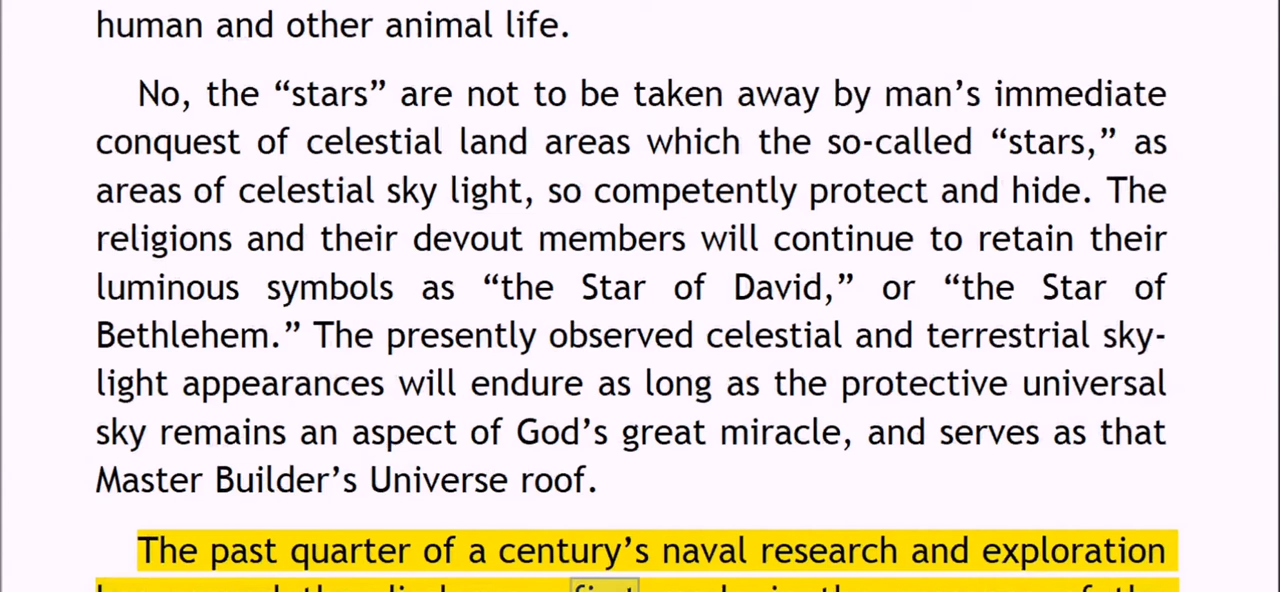 human and other animal life.
No, the “stars” are not to be taken away by man’s immediate
conquest of celestial land areas which the so-called “stars,” as
areas of celestial sky light, so competently protect and hide. The
religions and their devout members will continue to retain their
luminous symbols as “the Star of David,” or “the Star of
Bethlehem.” The presently observed celestial and terrestrial sky-
light appearances will endure as long as the protective universal
sky remains an aspect of God’s great miracle, and serves as that
Master Builder’s Universe roof.
The past quarter of a century’s naval research and exploration